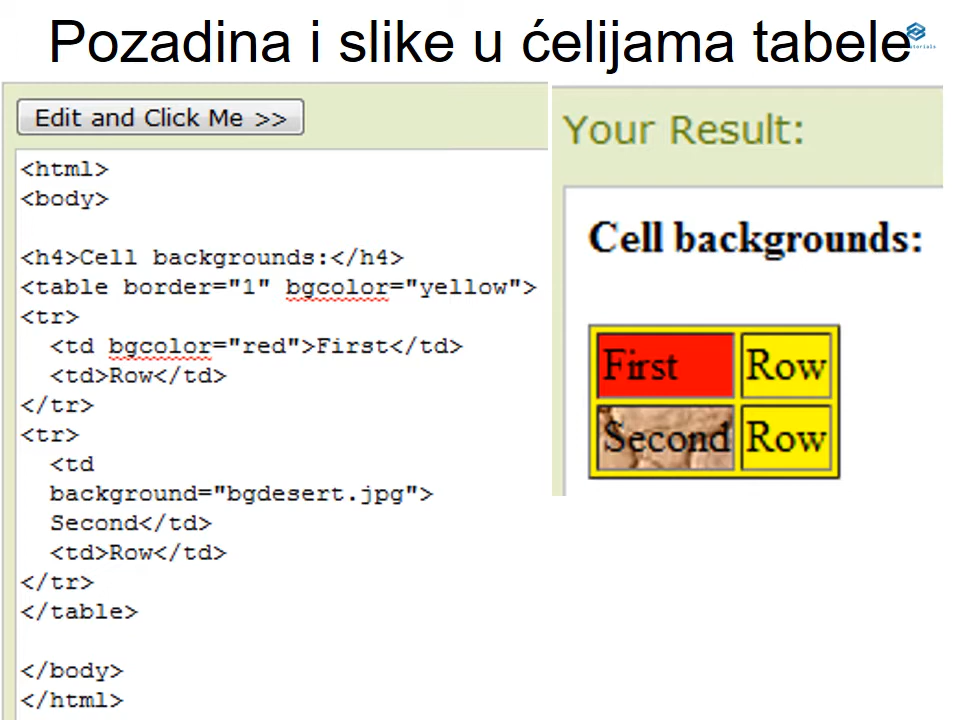 Pozadina i slike u ćelijama tabele
Edit and Click Me >>
<html>
<body>
<h4>Cell backgrounds:</h4>
<table border="1" bgcolor="yellow">
<tr>
<td bgcolor="red">First</td>
<td>Row</td>
</tr>
<tr>
<td
background="bgdesert.jpg">
Second</td>
<td>Row</td>
</tr>
</table>
</body>
</html>
Your Result:
Cell backgrounds:
First Row
Second Row